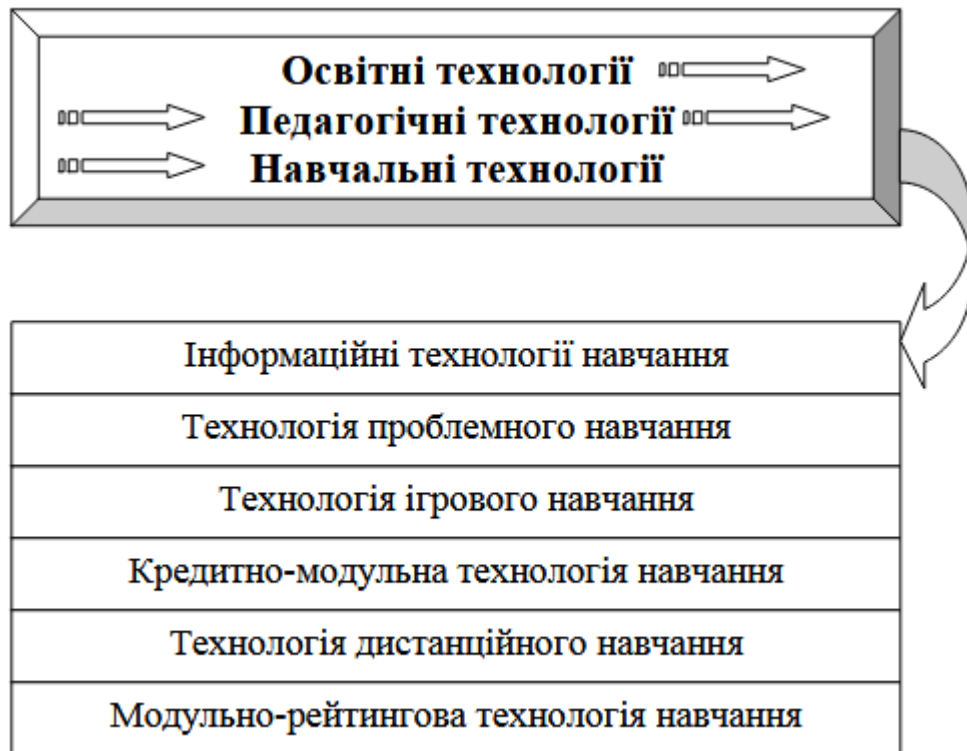 Освітні технології
Педагогічні технології
Навчальні технології
Інформаційні технології навчання
Технологія проблемного навчання
Технологія ігрового навчання
Кредитно-модульна технологія навчання
Технологія дистанційного навчання
Модульно-рейтингова технологія навчання